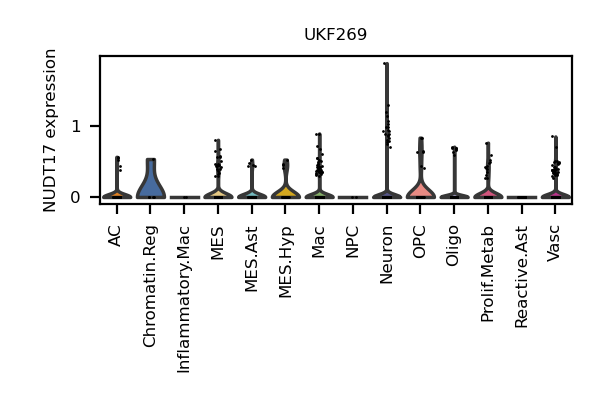 UKF269
NUDT17 expression
1
0
AC
Chromatin.Reg
Inflammatory.Mac
MES
MES.Ast
MES.Hyp
Mac
NPC
Neuron
OPC
Oligo
Prolif.Metab
Reactive.Ast
Vasc